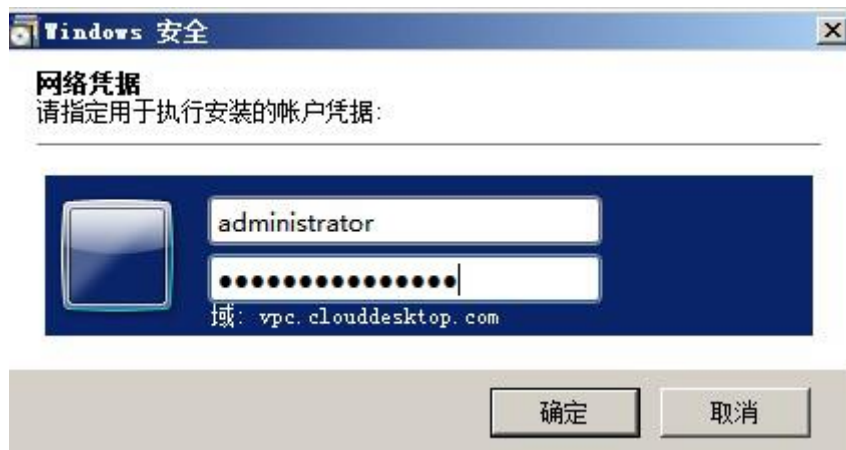 Windows 安全
网络凭据
请指定用于执行安装的帐户凭据:
administrator
●●●●●●●●●●●●●●●
域: vpc.clouddesktop.com
确定
取消